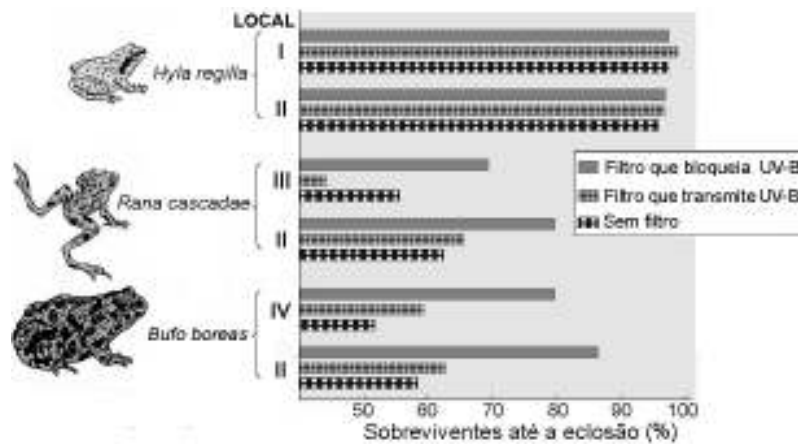 LOCAL
I
Hyla regilla
II
III
Rana cascadae
II
IV
Bufo boreas
II
Filtro que bloqueia UV-B
Filtro que transmite UV-B
Sem filtro
50 60 70 80 90 100
Sobreviventes até a eclosão (%)